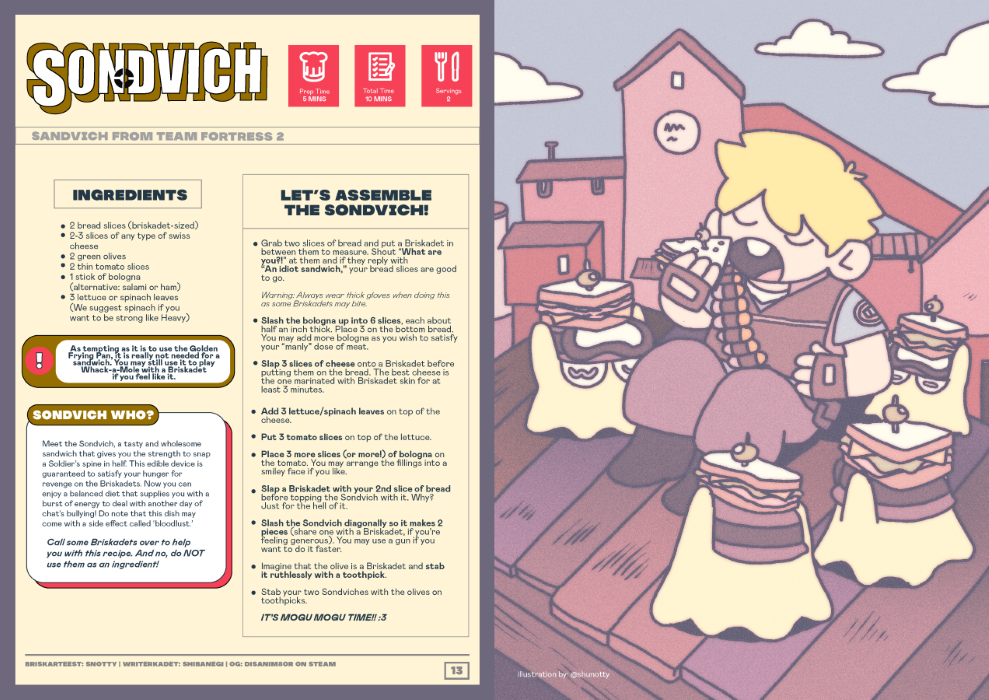 SONDVICH
Prep Time
5 MINS
Total Time
10 MINS
Servings
2
SANDVICH FROM TEAM FORTRESS 2
INGREDIENTS
2 bread slices (briskadet-sized)
2-3 slices of any type of swiss
cheese
2 green olives
2 thin tomato slices
1 stick of bologna
(alternative: salami or ham)
3 lettuce or spinach leaves
(We suggest spinach if you
want to be strong like Heavy)
!
As tempting as it is to use the Golden
Frying Pan, it is really not needed for a
sandwich. You may still use it to play
Whack-a-Mole with a Briskadet
if you feel like it.
SONDVICH WHO?
Meet the Sondvich, a tasty and wholesome
sandwich that gives you the strength to snap
a Soldier's spine in half. This edible device is
guaranteed to satisfy your hunger for
revenge on the Briskadets. Now you can
enjoy a balanced diet that supplies you with a
burst of energy to deal with another day of
chat's bullying! Do note that this dish may
come with a side effect called 'bloodlust.'
Call some Briskadets over to help
you with this recipe. And no, do NOT
use them as an ingredient!
LET'S ASSEMBLE
THE SONDVICH!
Grab two slices of bread and put a Briskadet in
between them to measure. Shout "What are
you?!" at them and if they reply with
"An idiot sandwich," your bread slices are good
to go.
Warning: Always wear thick gloves when doing this
as some Briskadets may bite.
Slash the bologna up into 6 slices, each about
half an inch thick. Place 3 on the bottom bread.
You may add more bologna as you wish to satisfy
your "manly" dose of meat.
Slap 3 slices of cheese onto a Briskadet before
putting them on the bread. The best cheese is
the one marinated with Briskadet skin for at
least 3 minutes.
Add 3 lettuce/spinach leaves on top of the
cheese.
Put 3 tomato slices on top of the lettuce.
Place 3 more slices (or more!) of bologna on
the tomato. You may arrange the fillings into a
smiley face if you like.
Slap a Briskadet with your 2nd slice of bread
before topping the Sondvich with it. Why?
Just for the hell of it.
Slash the Sondvich diagonally so it makes 2
pieces (share one with a Briskadet, if you're
feeling generous). You may use a gun if you
want to do it faster.
Imagine that the olive is a Briskadet and stab
it ruthlessly with a toothpick.
Stab your two Sondviches with the olives on
toothpicks.
IT'S MOGU MOGU TIME!! :3
BRISKARTEEST: SNOTTY | WRITERKADET: SHIBANEGI | OG: DISANIM8OR ON STEAM
13
illustration by: @shunotty